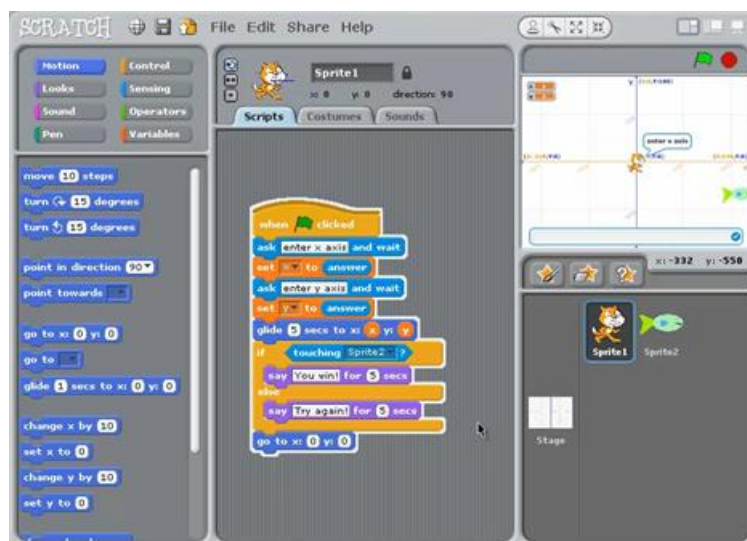 SCRATCH File Edit Share Help
Motion Control
Looks Sensing
Sound Operators
Pen Variables
move 10 steps
turn 15 degrees
turn 15 degrees
point in direction 90
point towards
go to x: 0 y: 0
go to
glide 1 secs to x: 0 y: 0
change x by 10
set x to 0
change y by 10
set y to 0
Sprite1
x: 0 y: 0 direction: 90
Scripts Costumes Sounds
when clicked
ask enter x axis and wait
set x to answer
ask enter y axis and wait
set y to answer
glide 5 secs to x: x y: y
if touching Sprite2 ?
say You win! for 5 secs
else
say Try again! for 5 secs
go to x: 0 y: 0
Y
enter x axis
x: -332 y: -550
Sprite1 Sprite2
Stage